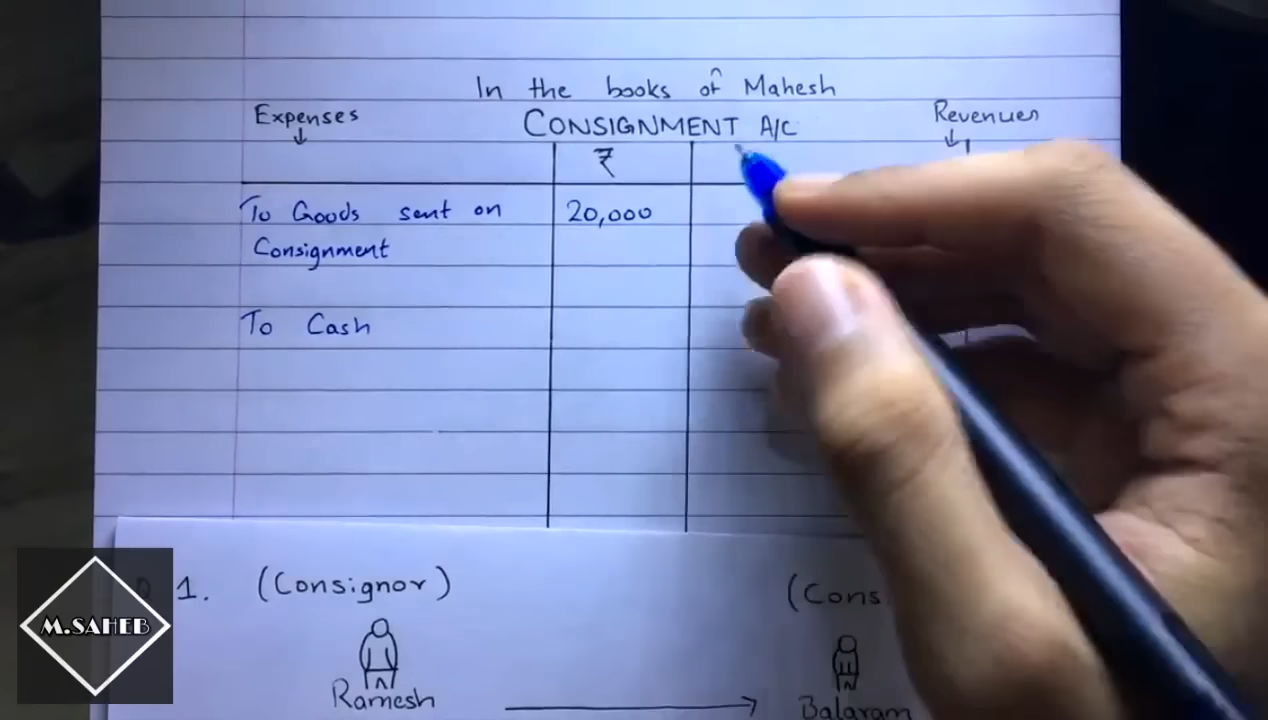 In the books of Mahesh
Expenses
CONSIGNMENT A/C
Revenues
₹
To Goods sent on
20,000
Consignment
To Cash
1.
(Consignor)
(Cons
M.SAHEB
Ramesh
Balaram